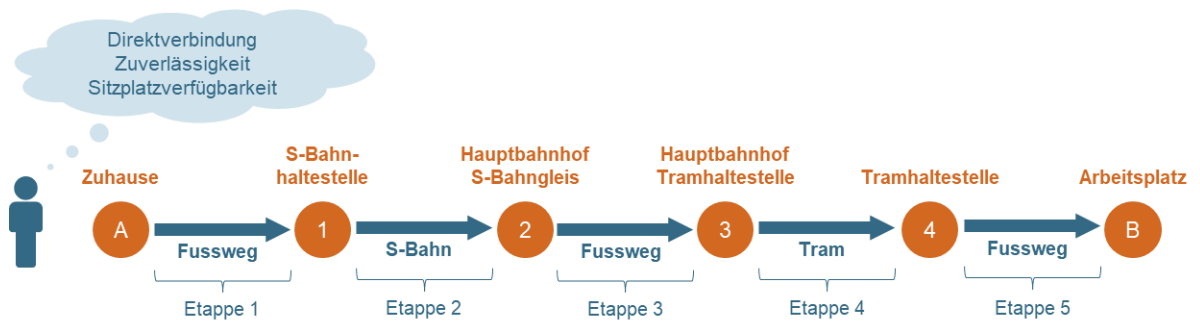 Direktverbindung
Zuverlässigkeit
Sitzplatzverfügbarkeit
Zuhause
S-Bahn-
haltestelle
Hauptbahnhof
S-Bahngleis
Hauptbahnhof
Tramhaltestelle
Tramhaltestelle
Arbeitsplatz
A
1
2
3
4
B
Fussweg
S-Bahn
Fussweg
Tram
Fussweg
Etappe 1
Etappe 2
Etappe 3
Etappe 4
Etappe 5